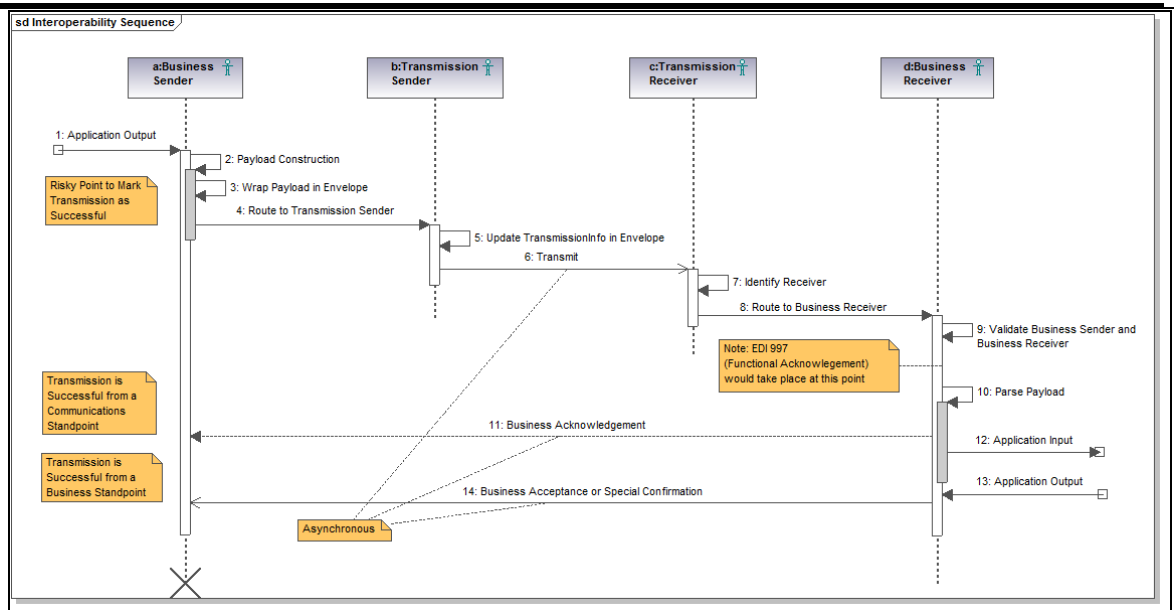 sd Interoperability Sequence
a:Business
Sender
b:Transmission
Sender
c:Transmission
Receiver
d:Business
Receiver
1: Application Output
2: Payload Construction
Risky Point to Mark
Transmission as
Successful
3: Wrap Payload in Envelope
4: Route to Transmission Sender
5: Update TransmissionInfo in Envelope
6: Transmit
7: Identify Receiver
8: Route to Business Receiver
9: Validate Business Sender and
Business Receiver
Note: EDI 997
(Functional Acknowlegement)
would take place at this point
Transmission is
Successful from a
Communications
Standpoint
10: Parse Payload
11: Business Acknowledgement
12: Application Input
Transmission is
Successful from a
Business Standpoint
13: Application Output
14: Business Acceptance or Special Confirmation
Asynchronous